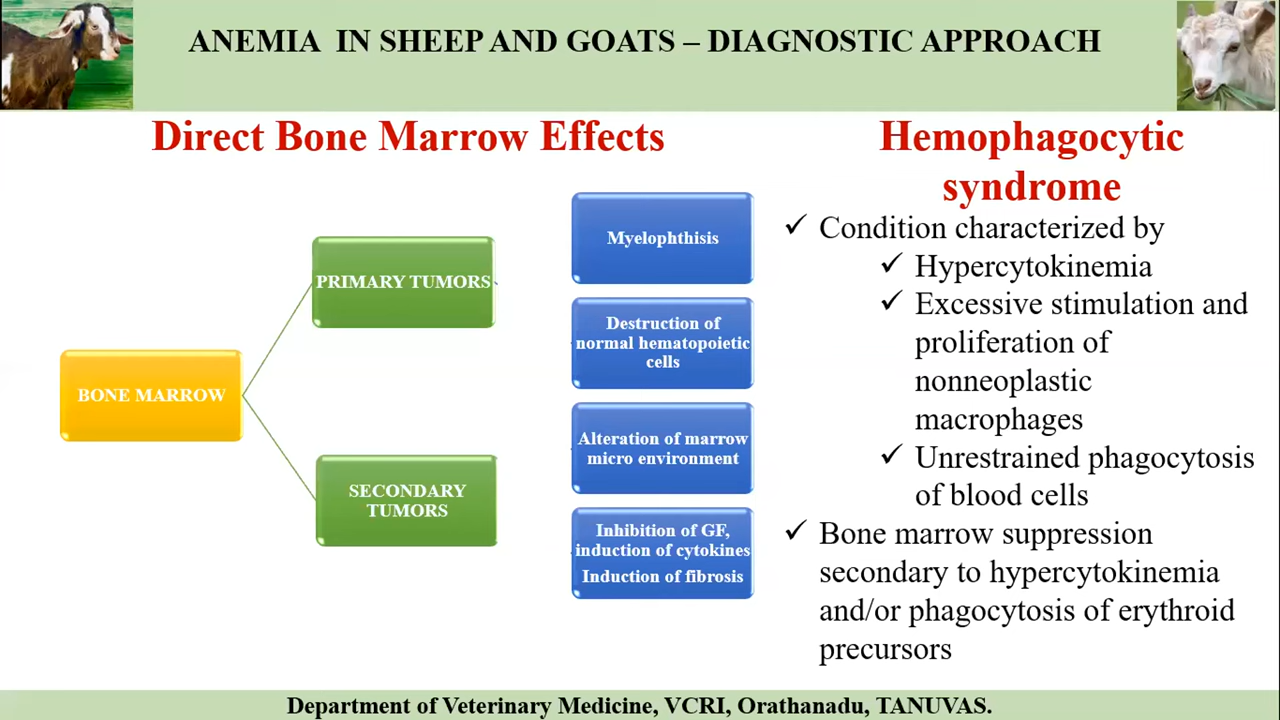 ANEMIA IN SHEEP AND GOATS – DIAGNOSTIC APPROACH
Direct Bone Marrow Effects
BONE MARROW
PRIMARY TUMORS
SECONDARY
TUMORS
Myelophthisis
Destruction of
normal hematopoietic
cells
Alteration of marrow
micro environment
Inhibition of GF,
induction of cytokines
Induction of fibrosis
Hemophagocytic
syndrome
✓ Condition characterized by
✓ Hypercytokinemia
✓ Excessive stimulation and
proliferation of
nonneoplastic
macrophages
✓ Unrestrained phagocytosis
of blood cells
✓ Bone marrow suppression
secondary to hypercytokinemia
and/or phagocytosis of erythroid
precursors
Department of Veterinary Medicine, VCRI, Orathanadu, TANUVAS.